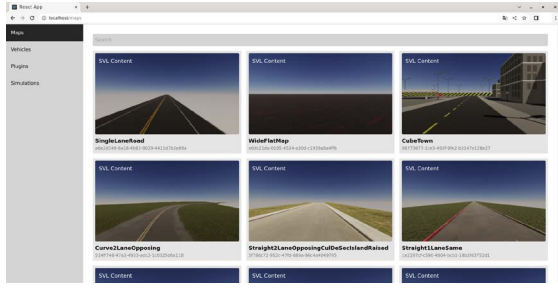 React App
localhost/maps
Maps
Vehicles
Plugins
Simulations
Search
SVL Content
SVL Content
SVL Content
SingleLaneRoad
WideFlatMap
CubeTown
SVL Content
SVL Content
SVL Content
Curve2LaneOpposing
Straight2LaneOpposingCulDeSecIslandRaised
Straight1LaneSame
SVL Content
SVL Content
SVL Content